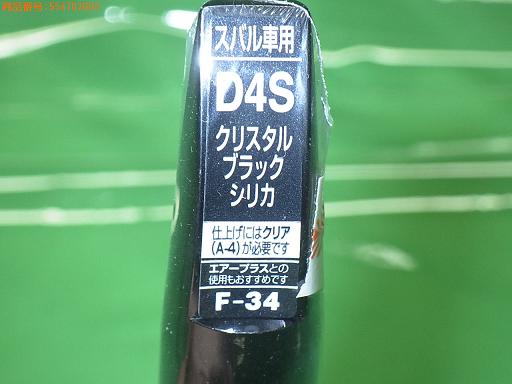 スバル車用
D4S
クリスタル
ブラック
シリカ
仕上げにはクリア
(A-4)が必要です
エアープラスとの
使用もおすすめです
F-34